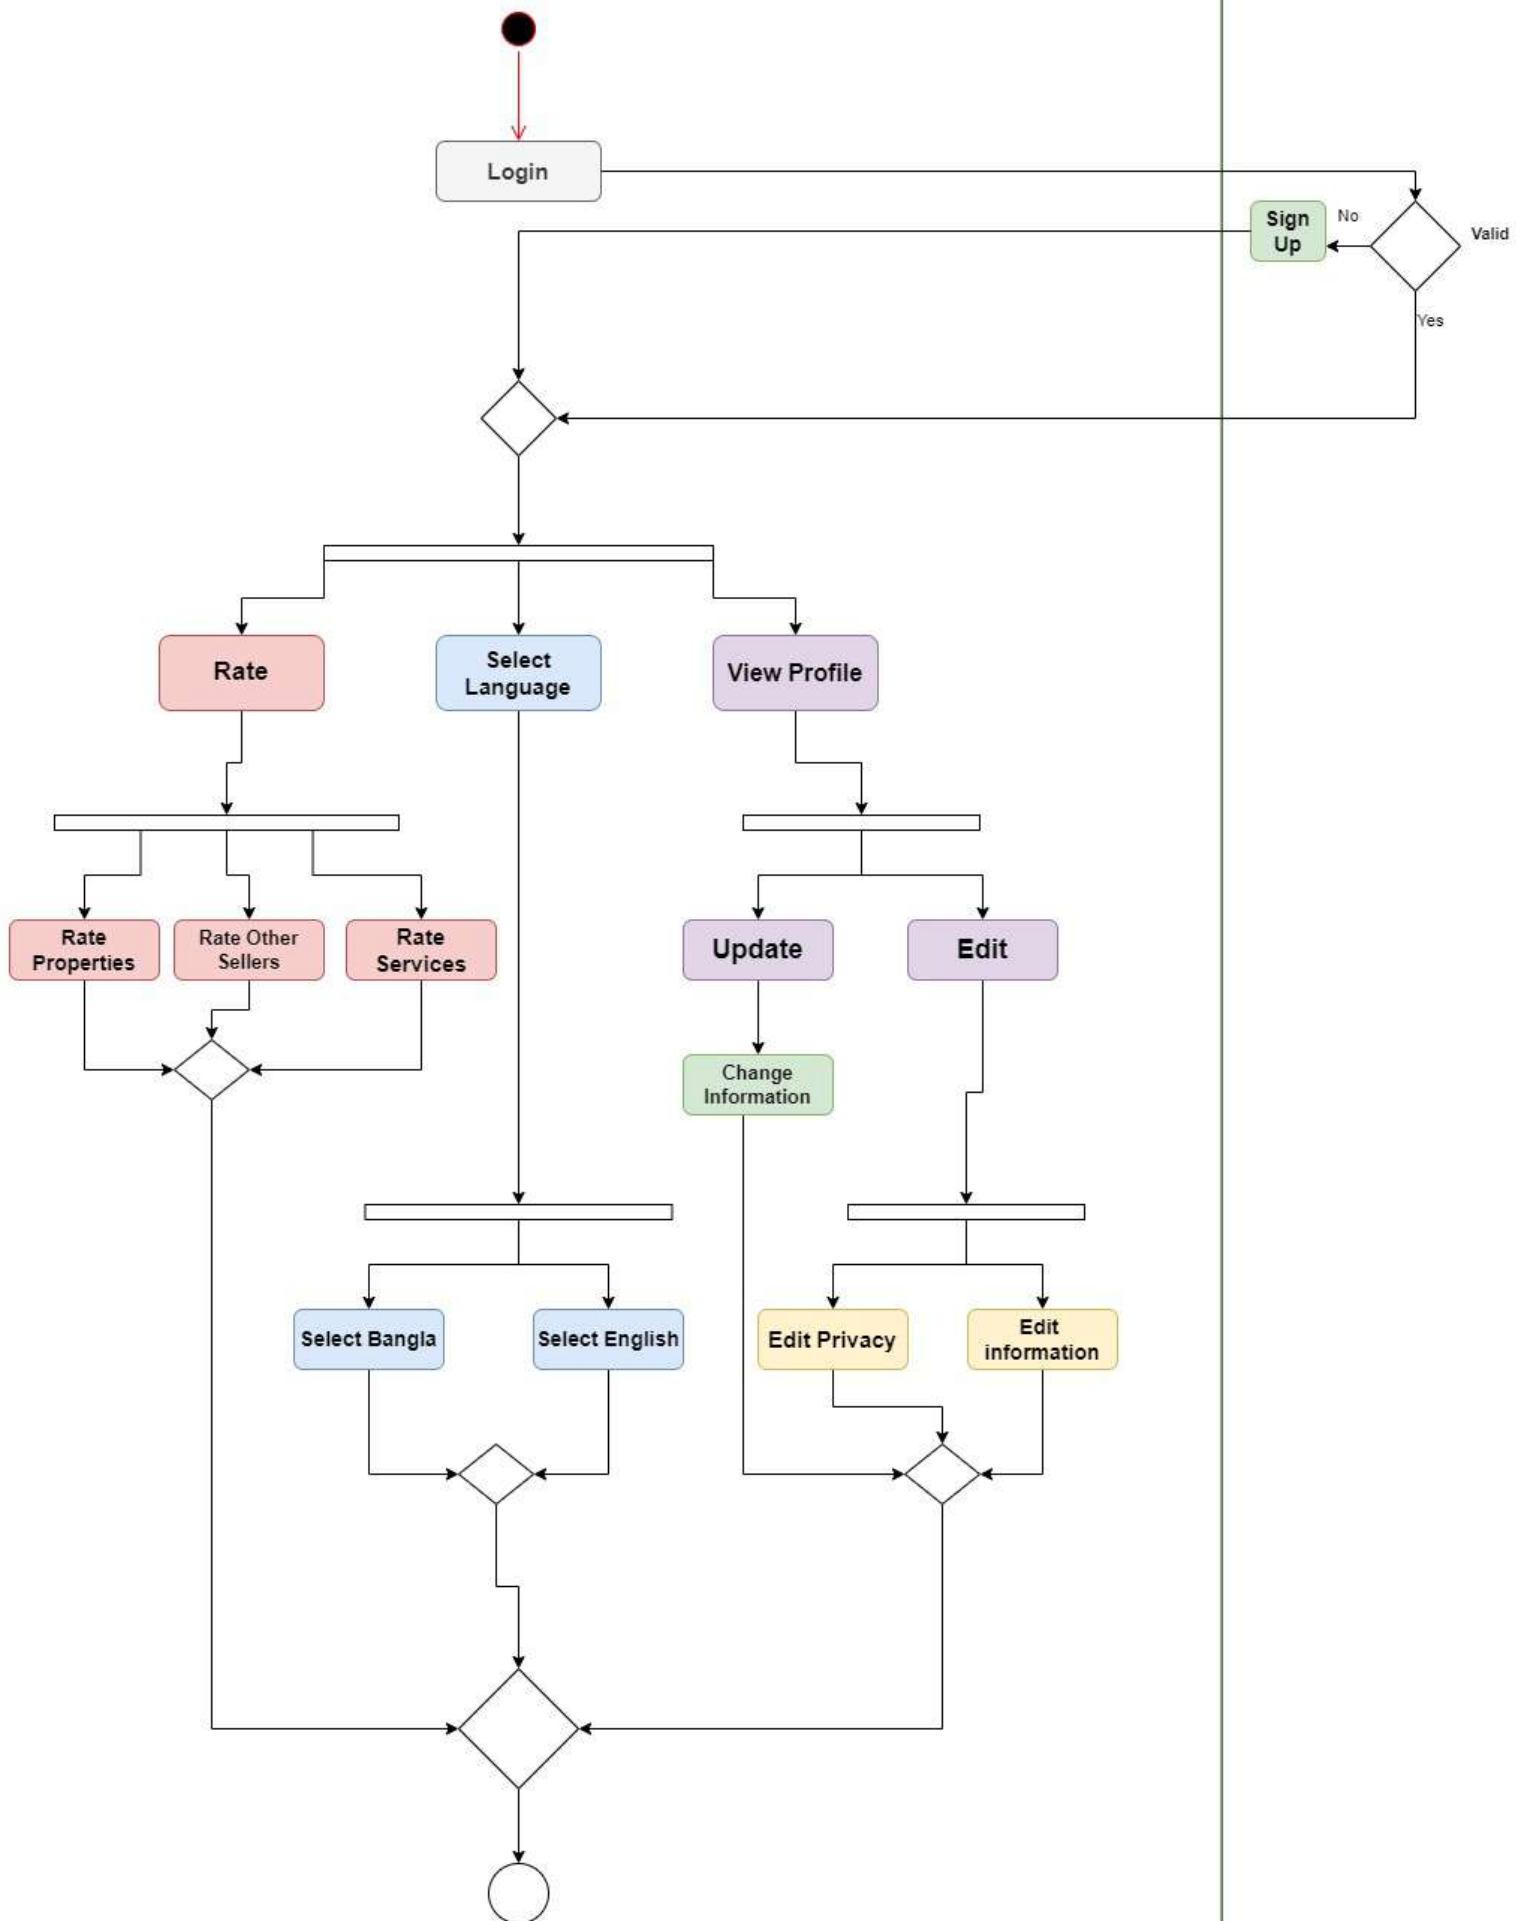 Login
Sign
Up
No
Valid
Yes
Rate
Select
Language
View Profile
Rate
Properties
Rate Other
Sellers
Rate
Services
Update
Edit
Change
Information
Select Bangla
Select English
Edit Privacy
Edit
information